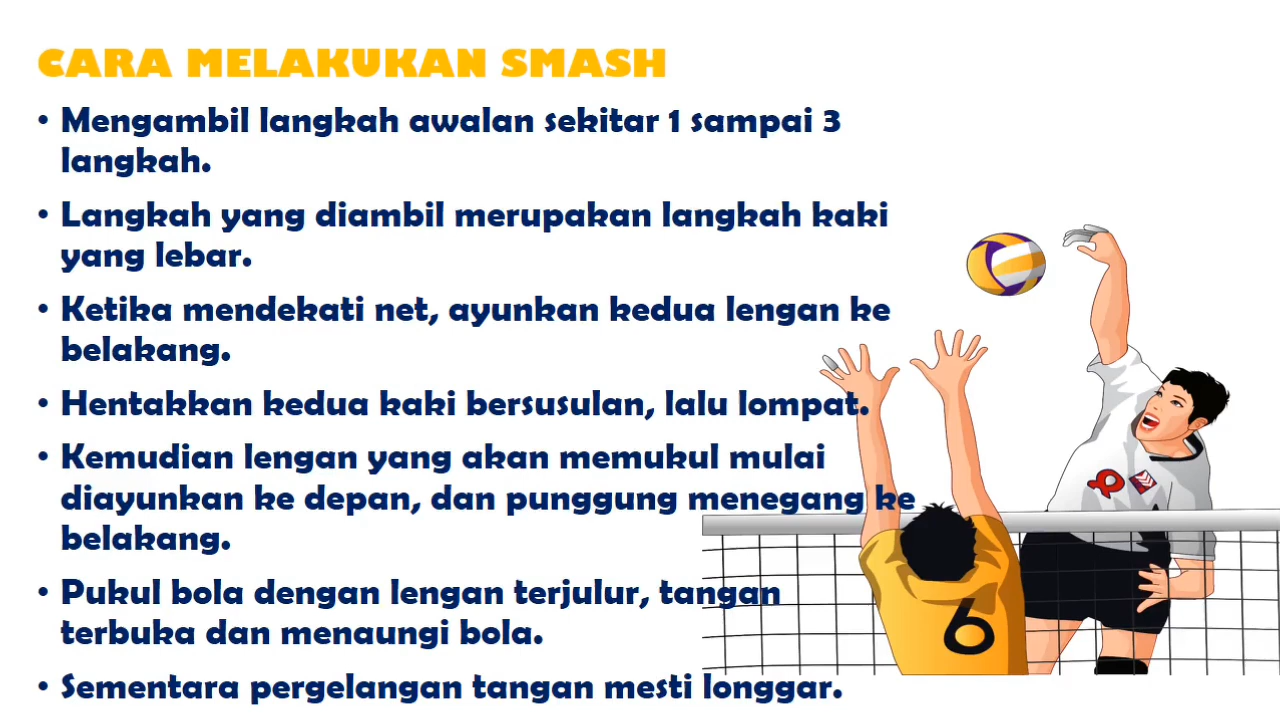 CARA MELAKUKAN SMASH
• Mengambil langkah awalan sekitar 1 sampai 3
langkah.
• Langkah yang diambil merupakan langkah kaki
yang lebar.
• Ketika mendekati net, ayunkan kedua lengan ke
belakang.
• Hentakkan kedua kaki bersusulan, lalu lompat.
• Kemudian lengan yang akan memukul mulai
diayunkan ke depan, dan punggung menegang ke
belakang.
• Pukul bola dengan lengan terjulur, tangan
terbuka dan menaungi bola.
• Sementara pergelangan tangan mesti longgar.
6